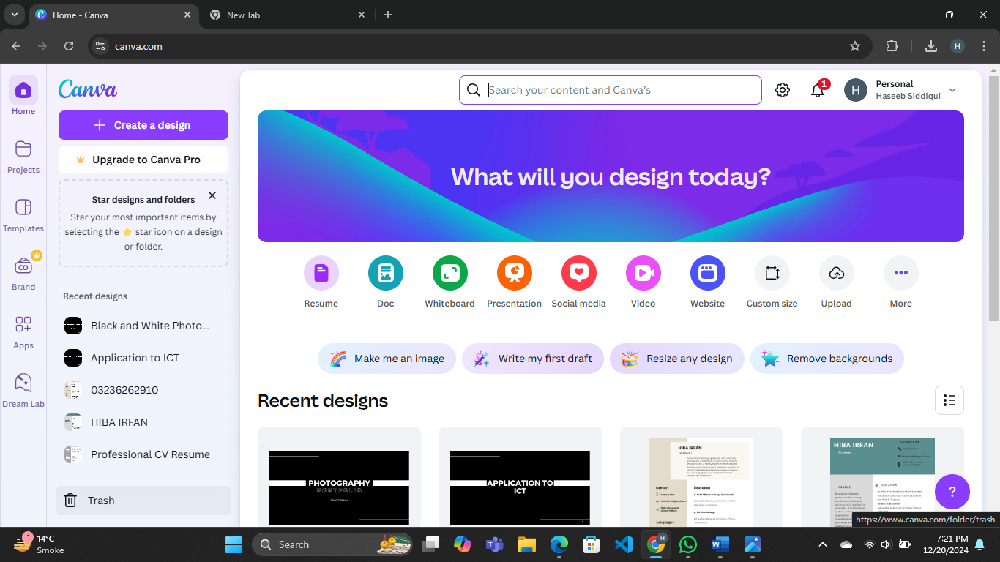 Home - Canva
New Tab
canva.com
H
Home
Projects
Templates
CO
Brand
Apps
Dream Lab
Canva
Create a design
Upgrade to Canva Pro
Star designs and folders
Star your most important items by
selecting the ⭐ star icon on a design
or folder.
Recent designs
Black and White Photo...
Application to ICT
03236262910
HIBA IRFAN
Professional CV Resume
Trash
Search your content and Canva's
1
H
Personal
Haseeb Siddiqui
What will you design today?
Resume
Doc
Whiteboard
Presentation
Social media
Video
Website
Custom size
Upload
More
Make me an image
Write my first draft
Resize any design
Remove backgrounds
Recent designs
PHOTOGRAPHY
PORTFOLIO
APPLICATION TO
ICT
HIBA IRFAN
STUDENT
Contact
Education
Languages
HIBA IRFAN
Student
CONTACT ME
PROFILE
EDUCATION
?
https://www.canva.com/folder/trash
1
14°C
Smoke
Search
H
7:21 PM
12/20/2024